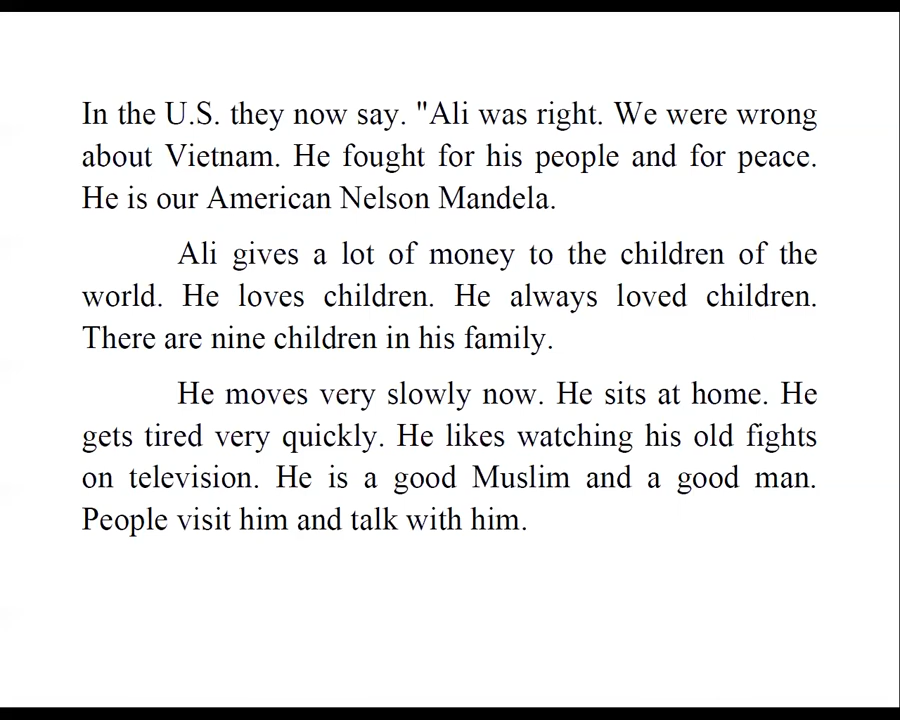 In the U.S. they now say. "Ali was right. We were wrong
about Vietnam. He fought for his people and for peace.
He is our American Nelson Mandela.
Ali gives a lot of money to the children of the
world. He loves children. He always loved children.
There are nine children in his family.
He moves very slowly now. He sits at home. He
gets tired very quickly. He likes watching his old fights
on television. He is a good Muslim and a good man.
People visit him and talk with him.